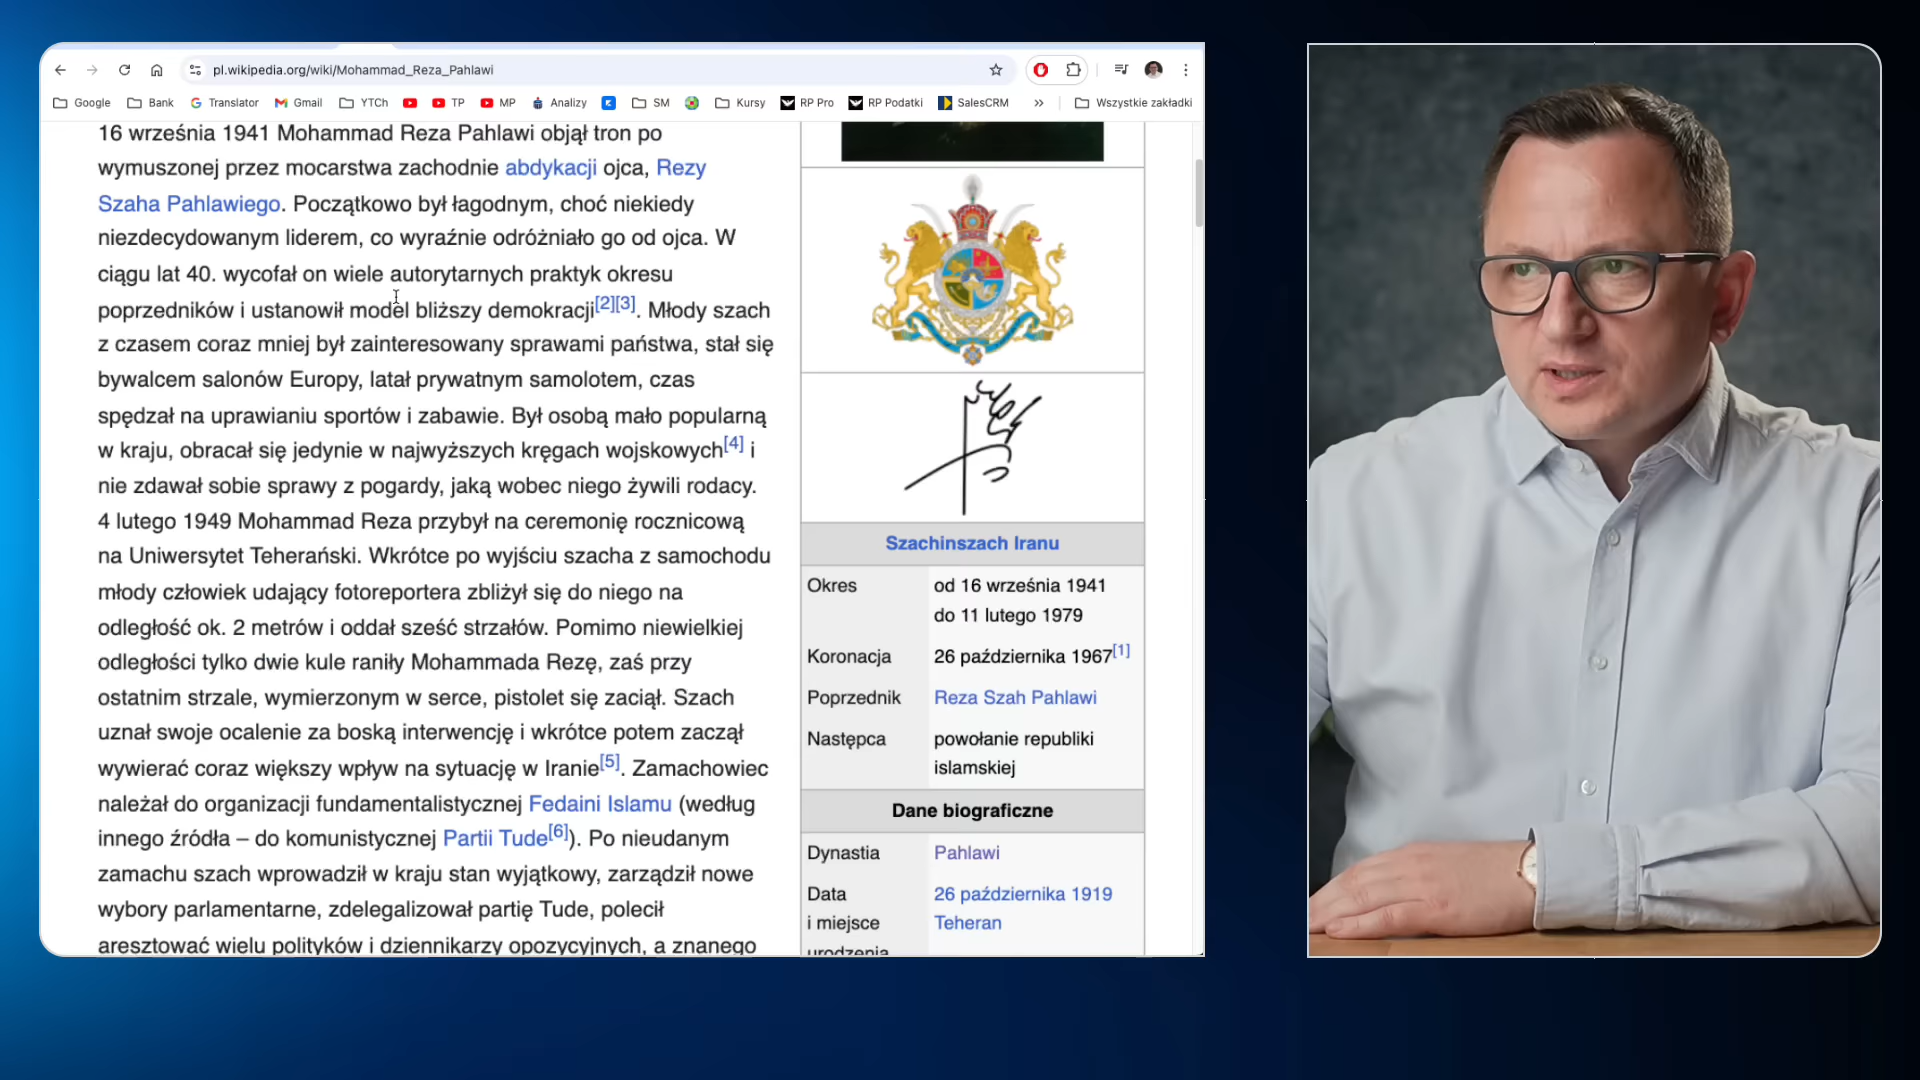 pl.wikipedia.org/wiki/Mohammad_Reza_Pahlawi
Google Bank Translator Gmail YTCh TP MP Analizy SM Kursy RP Pro RP Podatki SalesCRM » Wszystkie zakładki
16 września 1941 Mohammad Reza Pahlawi objął tron po
wymuszonej przez mocarstwa zachodnie abdykacji ojca, Rezy
Szaha Pahlawiego. Początkowo był łagodnym, choć niekiedy
niezdecydowanym liderem, co wyraźnie odróżniało go od ojca. W
ciągu lat 40. wycofał on wiele autorytarnych praktyk okresu
poprzedników i ustanowił model bliższy demokracji[2][3]. Młody szach
z czasem coraz mniej był zainteresowany sprawami państwa, stał się
bywalcem salonów Europy, latał prywatnym samolotem, czas
spędzał na uprawianiu sportów i zabawie. Był osobą mało popularną
w kraju, obracał się jedynie w najwyższych kręgach wojskowych[4] i
nie zdawał sobie sprawy z pogardy, jaką wobec niego żywili rodacy.
4 lutego 1949 Mohammad Reza przybył na ceremonię rocznicową
na Uniwersytet Teherański. Wkrótce po wyjściu szacha z samochodu
młody człowiek udający fotoreportera zbliżył się do niego na
odległość ok. 2 metrów i oddał sześć strzałów. Pomimo niewielkiej
odległości tylko dwie kule raniły Mohammada Rezę, zaś przy
ostatnim strzale, wymierzonym w serce, pistolet się zaciął. Szach
uznał swoje ocalenie za boską interwencję i wkrótce potem zaczął
wywierać coraz większy wpływ na sytuację w Iranie[5]. Zamachowiec
należał do organizacji fundamentalistycznej Fedaini Islamu (według
innego źródła – do komunistycznej Partii Tude[6]). Po nieudanym
zamachu szach wprowadził w kraju stan wyjątkowy, zarządził nowe
wybory parlamentarne, zdelegalizował partię Tude, polecił
aresztować wielu polityków i dziennikarzy opozycyjnych, a znanego
Szachinszach Iranu
Okres od 16 września 1941
do 11 lutego 1979
Koronacja 26 października 1967[1]
Poprzednik Reza Szah Pahlawi
Następca powołanie republiki
islamskiej
Dane biograficzne
Dynastia Pahlawi
Data 26 października 1919
i miejsce Teheran
urodzenia